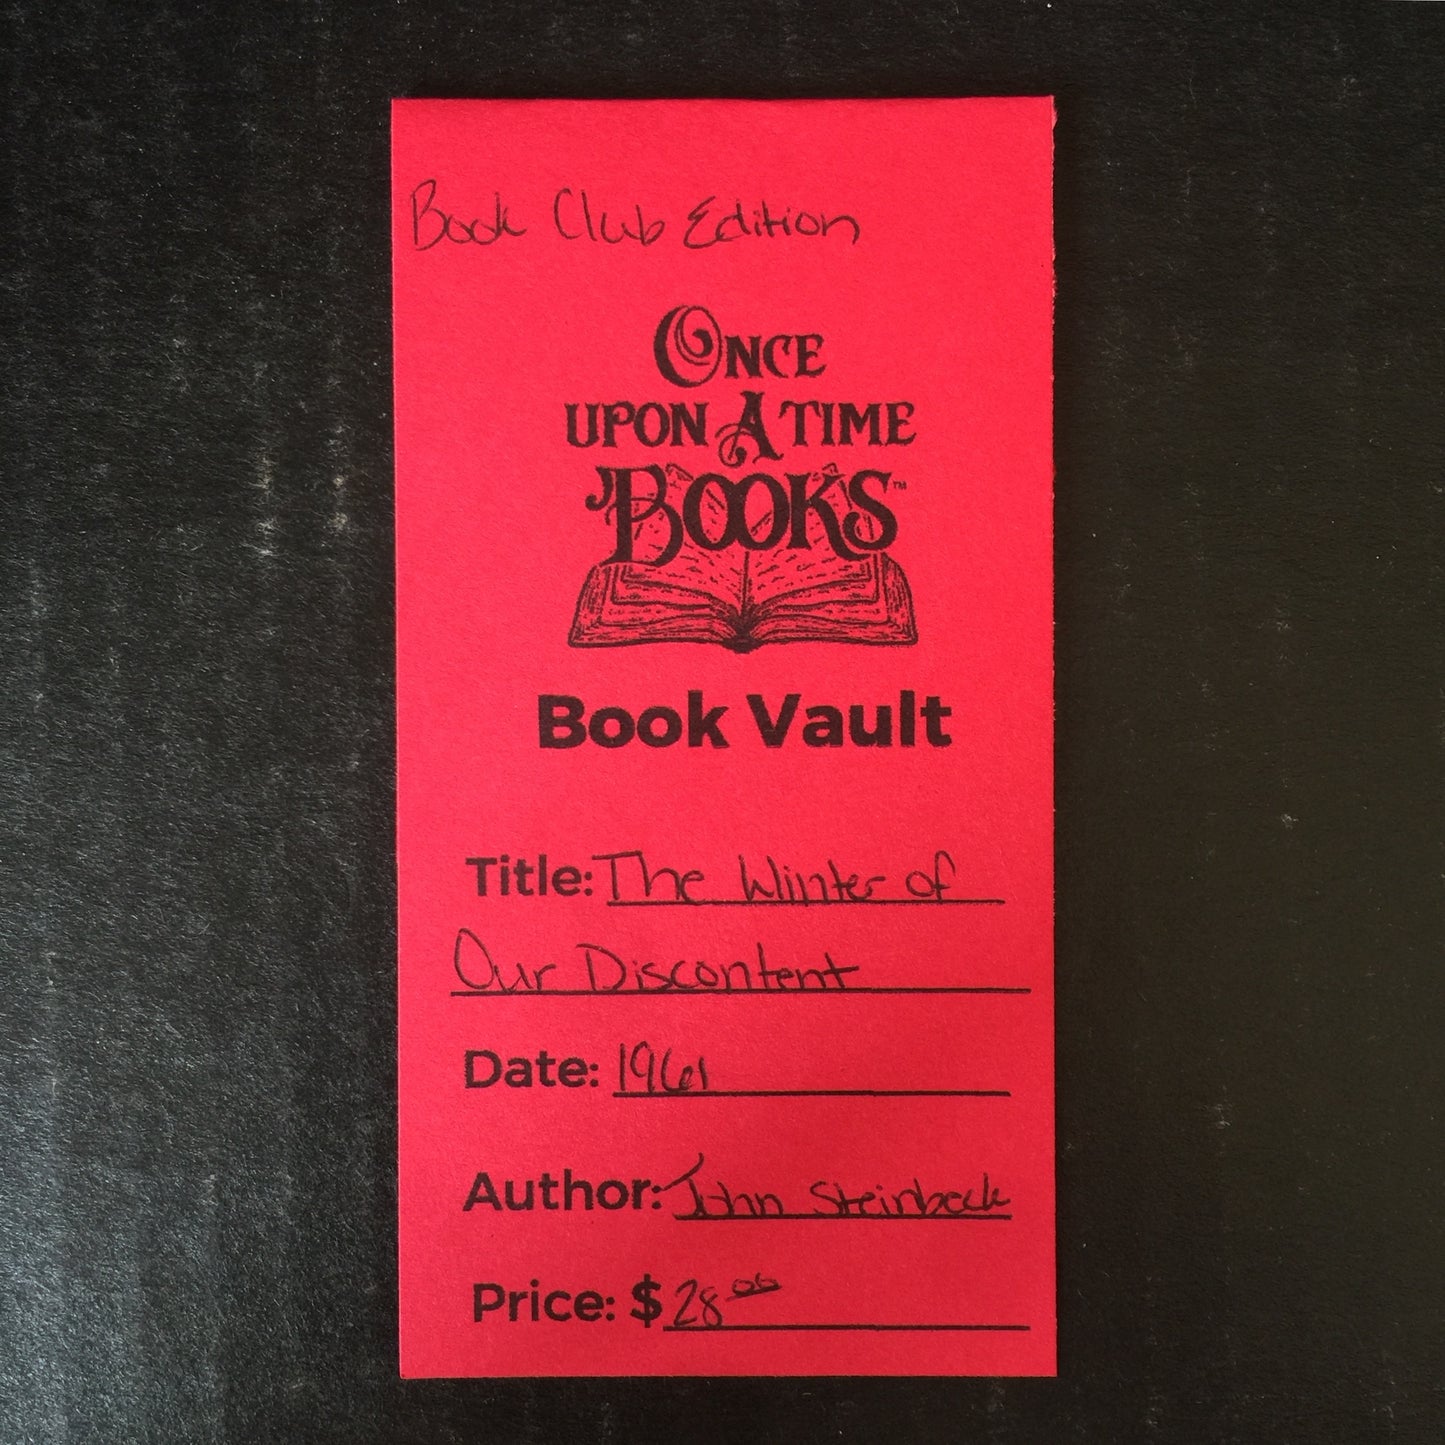 Book Club Edition
ONCE
UPON A TIME
BOOKS™
Book Vault
Title: The Winter of
Our Discontent
Date: 1961
Author: John Steinbeck
Price: $28.00